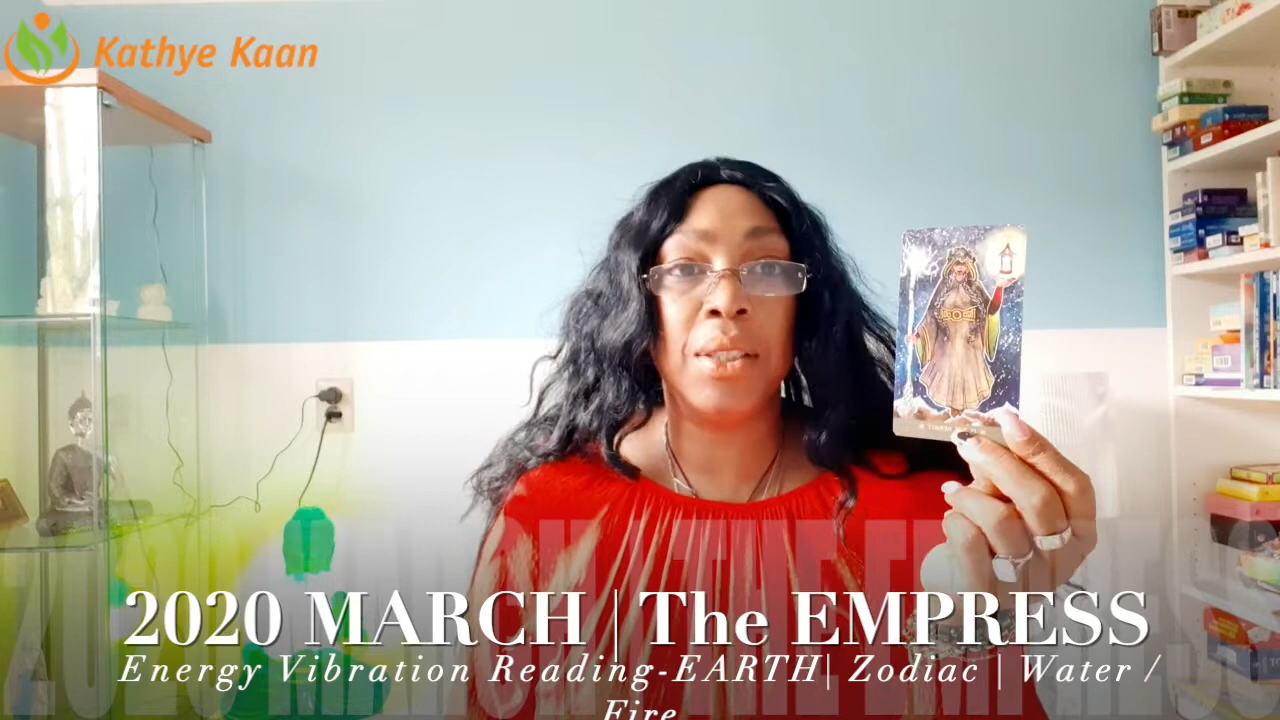 Kathye Kaan
2020 MARCH | The EMPRESS
Energy Vibration Reading-EARTH| Zodiac | Water /
Fire